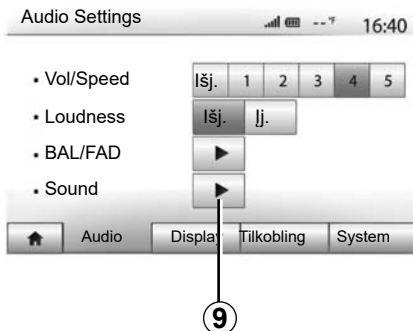 Audio Settings -- °F 16:40
• Vol/Speed Išj. 1 2 3 4 5
• Loudness Išj. Įj.
• BAL/FAD
• Sound
Audio Display Tilkobling System
9